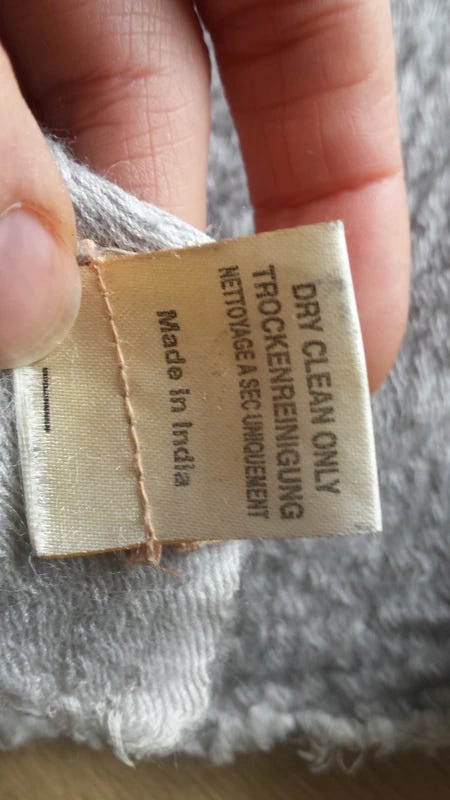 DRY CLEAN ONLY
TROCKENREINIGUNG
NETTOYAGE A SEC UNIQUEMENT
Made in India